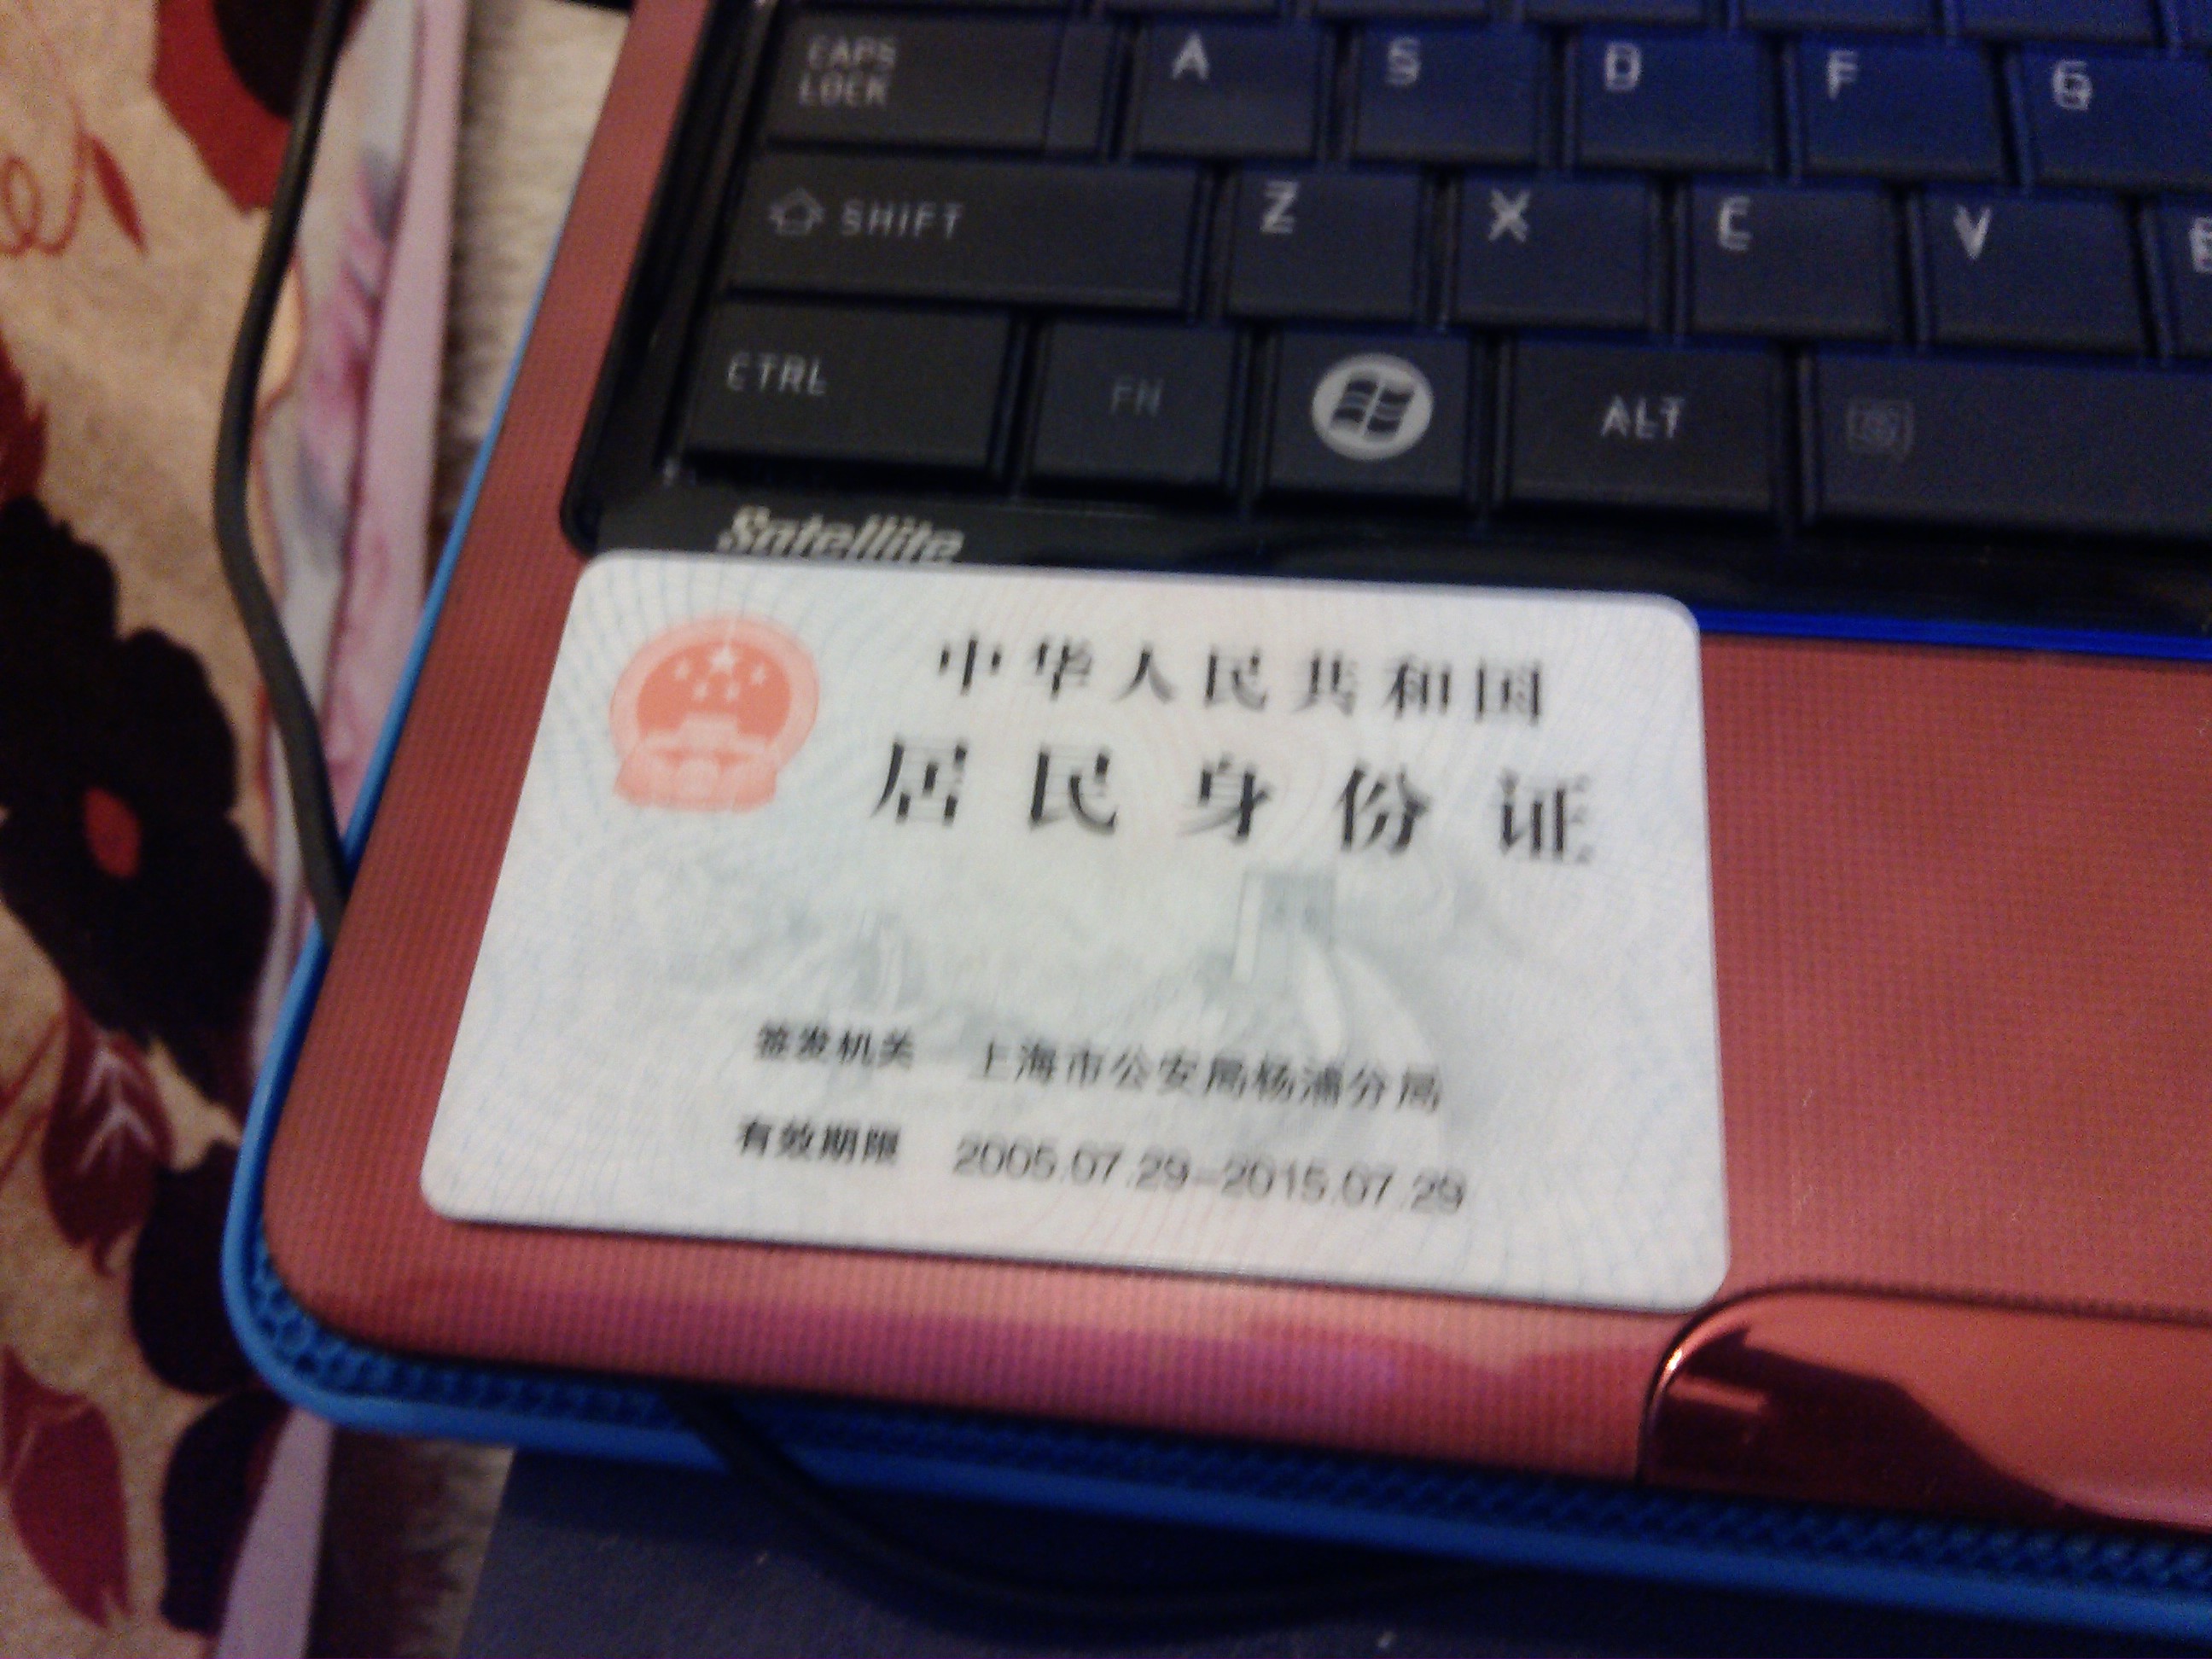 CAPS LOCK A S D F G
SHIFT Z X C V
CTRL FN ALT
Satellite
中华人民共和国
居民身份证
签发机关 上海市公安局杨浦分局
有效期限 2005.07.29-2015.07.29